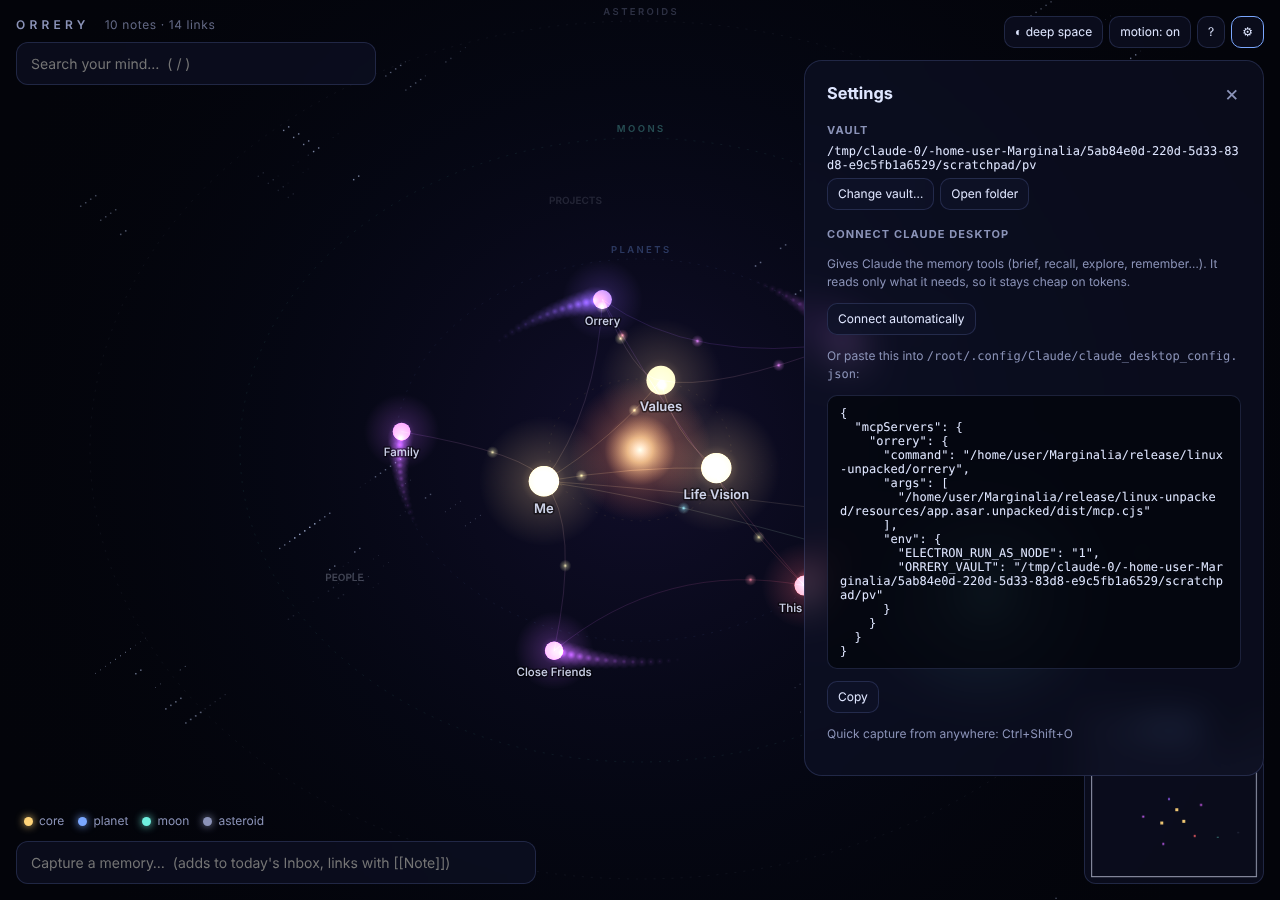 ORRERY 10 notes · 14 links
Search your mind... ( / )
ASTEROIDS
deep space
motion: on
?
MOONS
PROJECTS
PLANETS
Orrery
Values
Family
Me
Life Vision
PEOPLE
This
Close Friends
Settings
VAULT
/tmp/claude-0/-home-user-Marginalia/5ab84e0d-220d-5d33-83
d8-e9c5fb1a6529/scratchpad/pv
Change vault...
Open folder
CONNECT CLAUDE DESKTOP
Gives Claude the memory tools (brief, recall, explore, remember...). It
reads only what it needs, so it stays cheap on tokens.
Connect automatically
Or paste this into /root/.config/Claude/claude_desktop_config.
json:
{
"mcpServers": {
"orrery": {
"command": "/home/user/Marginalia/release/linux
-unpacked/orrery",
"args": [
"/home/user/Marginalia/release/linux-unpacke
d/resources/app.asar.unpacked/dist/mcp.cjs"
],
"env": {
"ELECTRON_RUN_AS_NODE": "1",
"ORRERY_VAULT": "/tmp/claude-0/-home-user-Mar
ginalia/5ab84e0d-220d-5d33-83d8-e9c5fb1a6529/scratchp
ad/pv"
}
}
}
}
Copy
Quick capture from anywhere: Ctrl+Shift+O
core
planet
moon
asteroid
Capture a memory... (adds to today's Inbox, links with [[Note]])